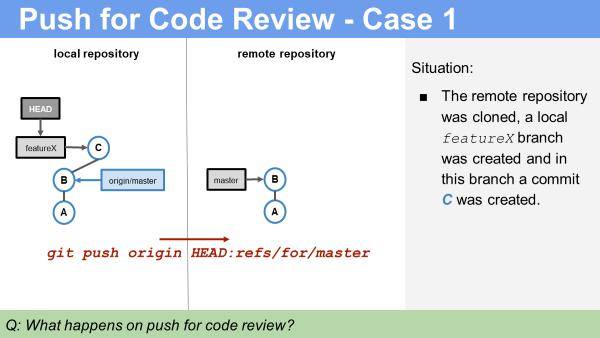 Push for Code Review - Case 1
local repository
remote repository
Situation:
■ The remote repository
was cloned, a local
featureX branch
was created and in
this branch a commit
C was created.
HEAD
featureX
C
B
origin/master
A
master
B
A
git push origin HEAD:refs/for/master
Q: What happens on push for code review?